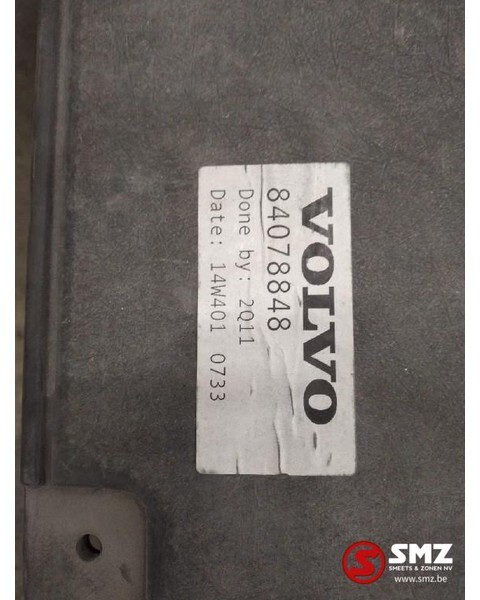 VOLVO
84078848
Done by: 2Q11
Date: 14W401 0733
SMZ
SMEETS & ZONEN NV
www.smz.be